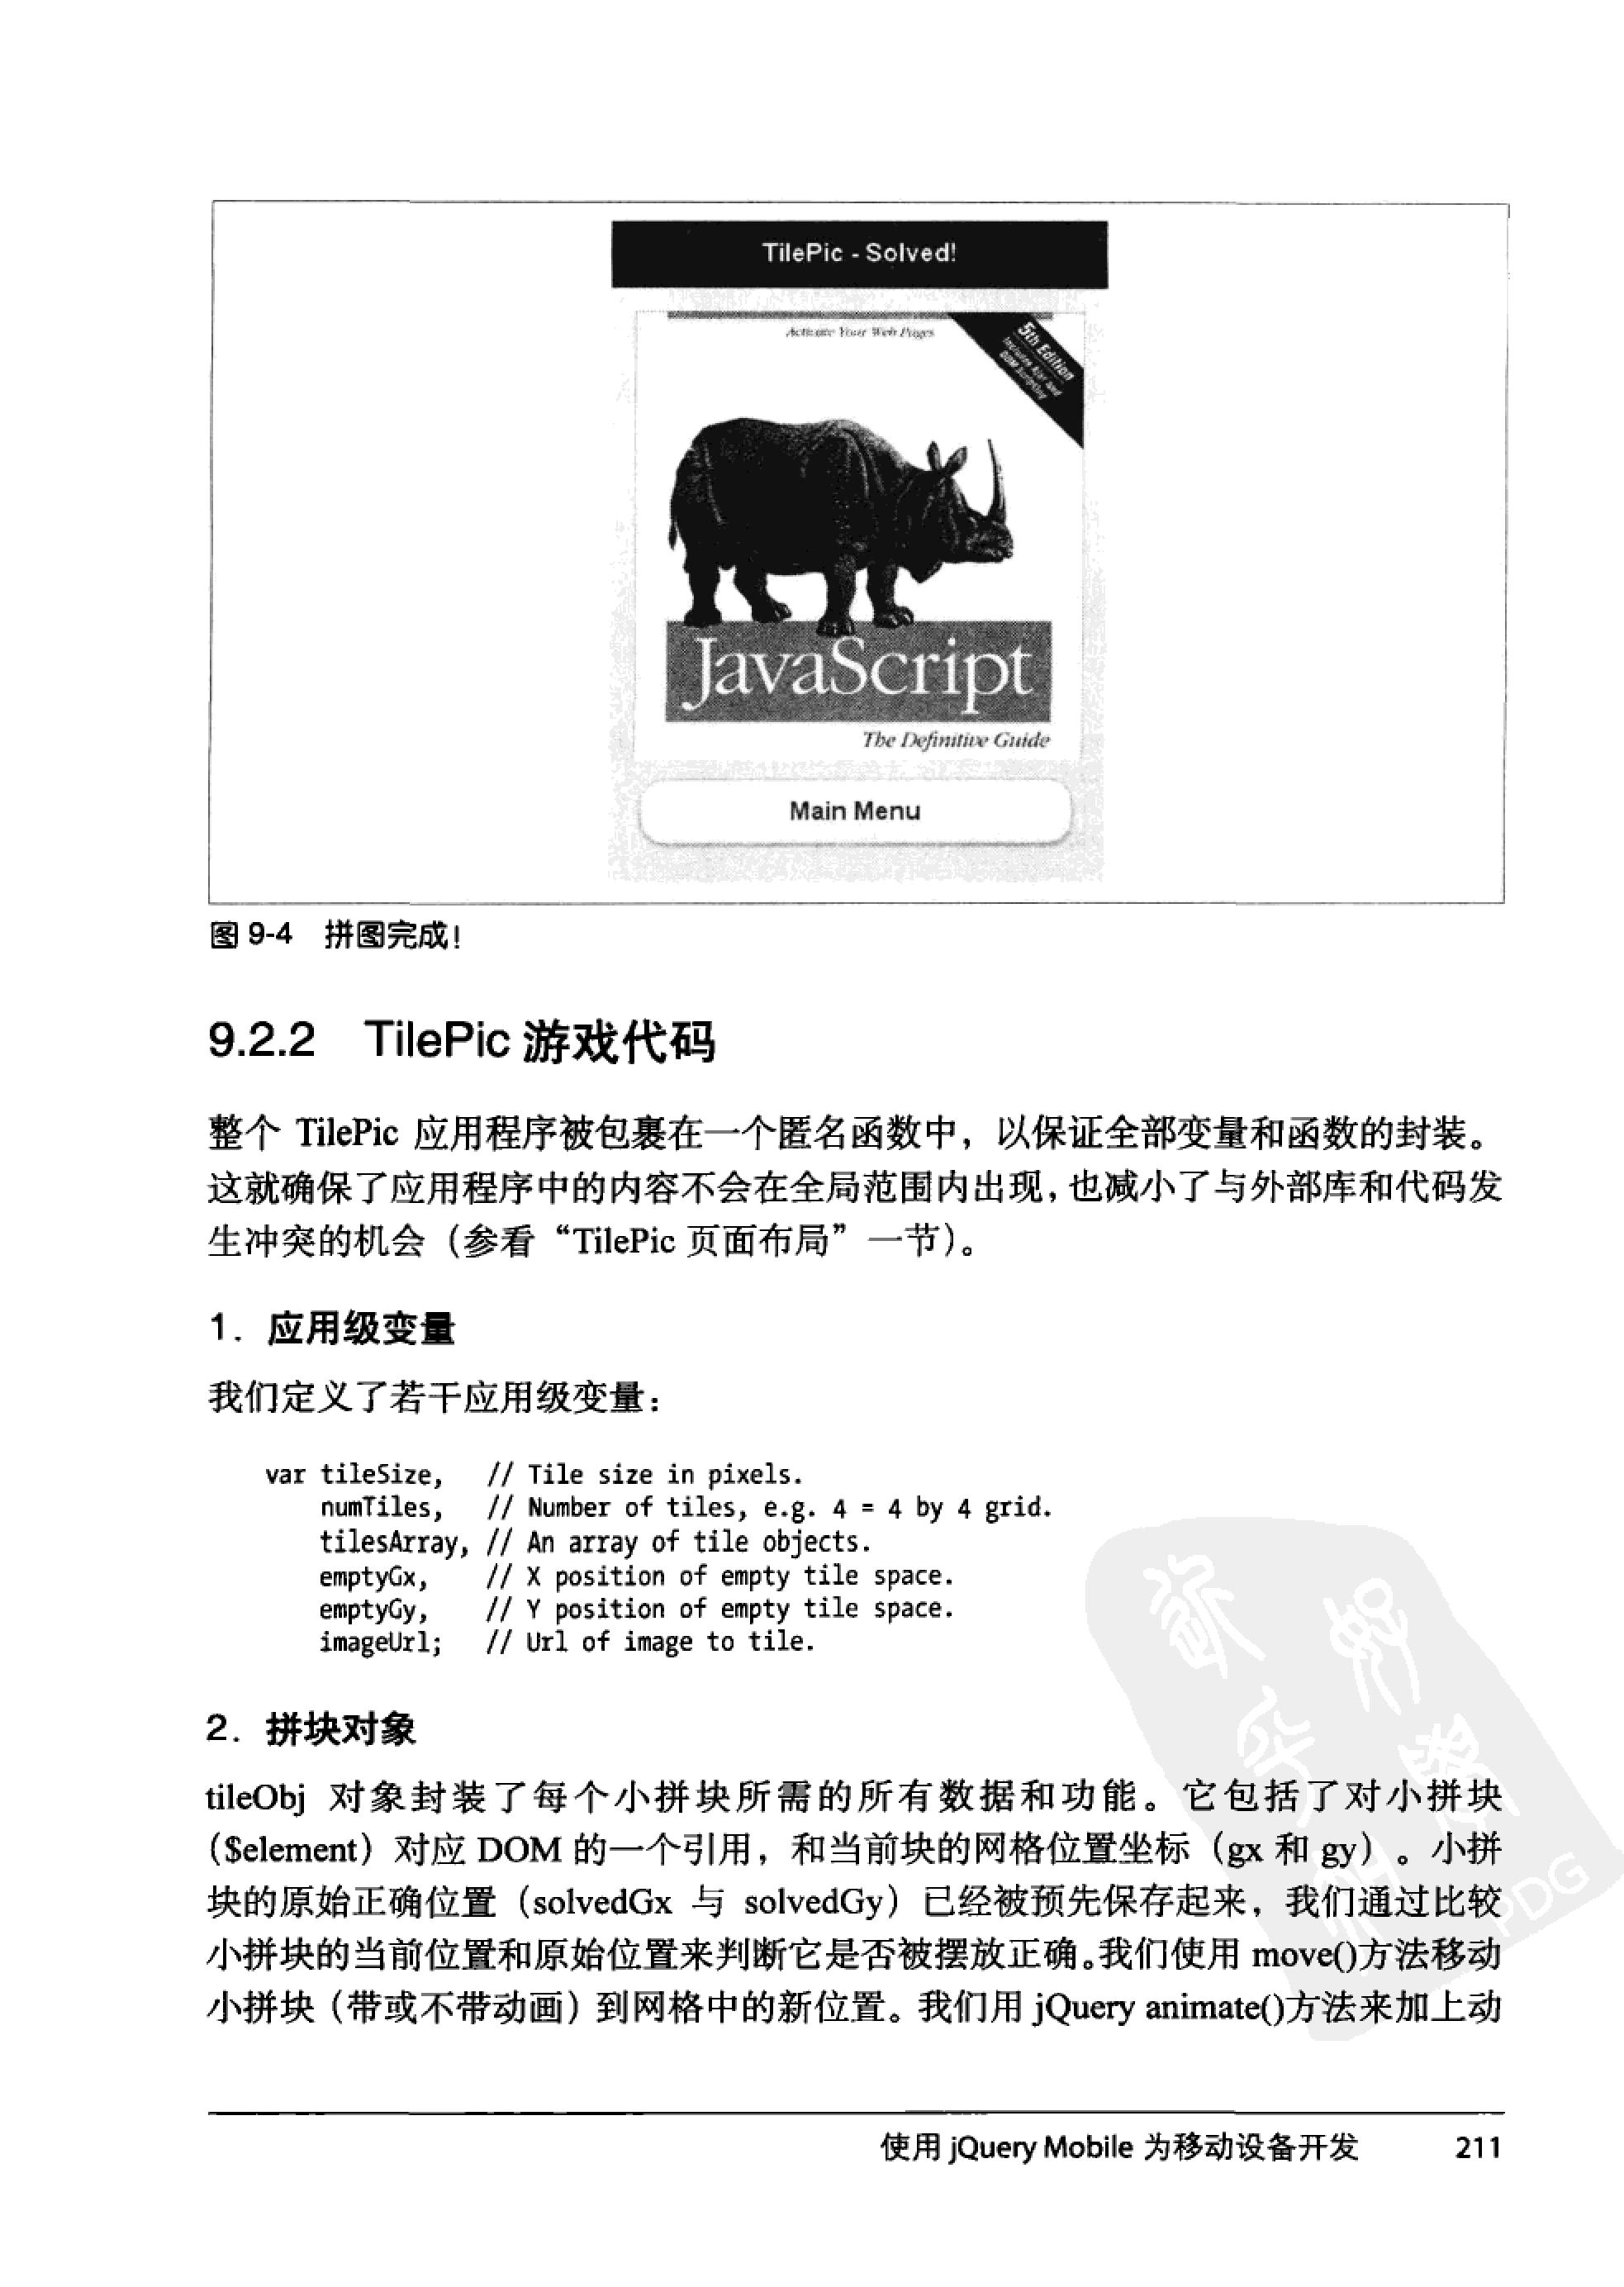 TilePic - Solved!
Activate Your Web Pages
5th Edition
Includes Ajax and
DOM Scripting
JavaScript
The Definitive Guide
Main Menu
图 9-4 拼图完成！
9.2.2 TilePic 游戏代码
整个 TilePic 应用程序被包裹在一个匿名函数中，以保证全部变量和函数的封装。
这就确保了应用程序中的内容不会在全局范围内出现，也减小了与外部库和代码发
生冲突的机会（参看“TilePic 页面布局”一节）。
1．应用级变量
我们定义了若干应用级变量：
var tileSize, // Tile size in pixels.
numTiles, // Number of tiles, e.g. 4 = 4 by 4 grid.
tilesArray, // An array of tile objects.
emptyGx, // X position of empty tile space.
emptyGy, // Y position of empty tile space.
imageUrl; // Url of image to tile.
2．拼块对象
tileObj 对象封装了每个小拼块所需的所有数据和功能。它包括了对小拼块
（$element）对应 DOM 的一个引用，和当前块的网格位置坐标（gx 和 gy）。小拼
块的原始正确位置（solvedGx 与 solvedGy）已经被预先保存起来，我们通过比较
小拼块的当前位置和原始位置来判断它是否被摆放正确。我们使用 move()方法移动
小拼块（带或不带动画）到网格中的新位置。我们用 jQuery animate()方法来加上动
PDG
使用 jQuery Mobile 为移动设备开发 211